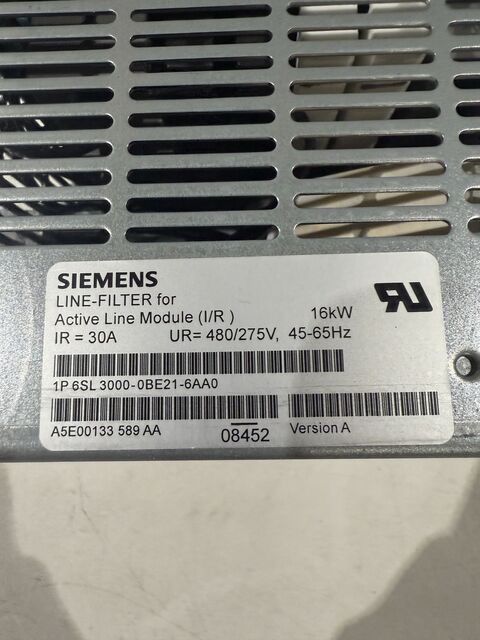 SIEMENS
LINE-FILTER for
Active Line Module (I/R ) 16kW
IR = 30A UR= 480/275V, 45-65Hz
1P 6SL 3000-0BE21-6AA0
A5E00133 589 AA 08452 Version A